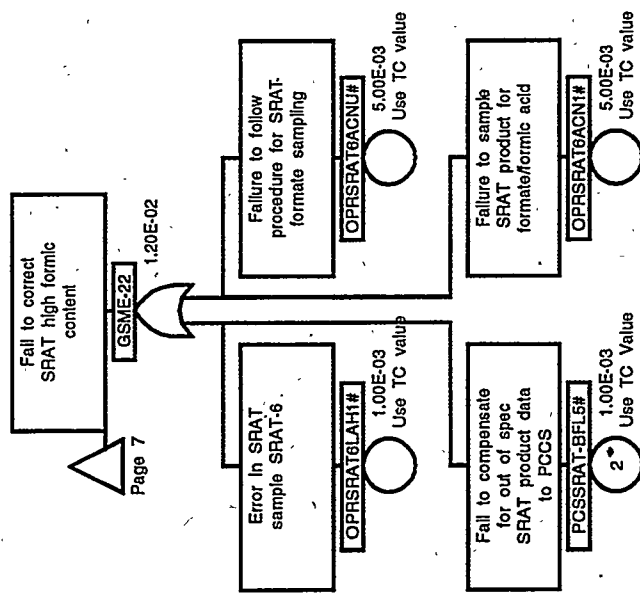 Fail to correct
SRAT high formic
content
GSME-22
1.20E-02
Page 7
Error in SRAT
sample SRAT-6
OPRSRAT6LAH1#
1.00E-03
Use TC Value
Failure to follow
procedure for SRAT
formate sampling
OPRSRAT6ACNU#
5.00E-03
Use TC value
Fail to compensate
for out of spec
SRAT product data
to PCCS
PCSSRAT-BFL5#
2*
1.00E-03
Use TC value
Failure to sample
SRAT product for
formate/formic acid
OPRSRAT6ACN1#
5.00E-03
Use TC value